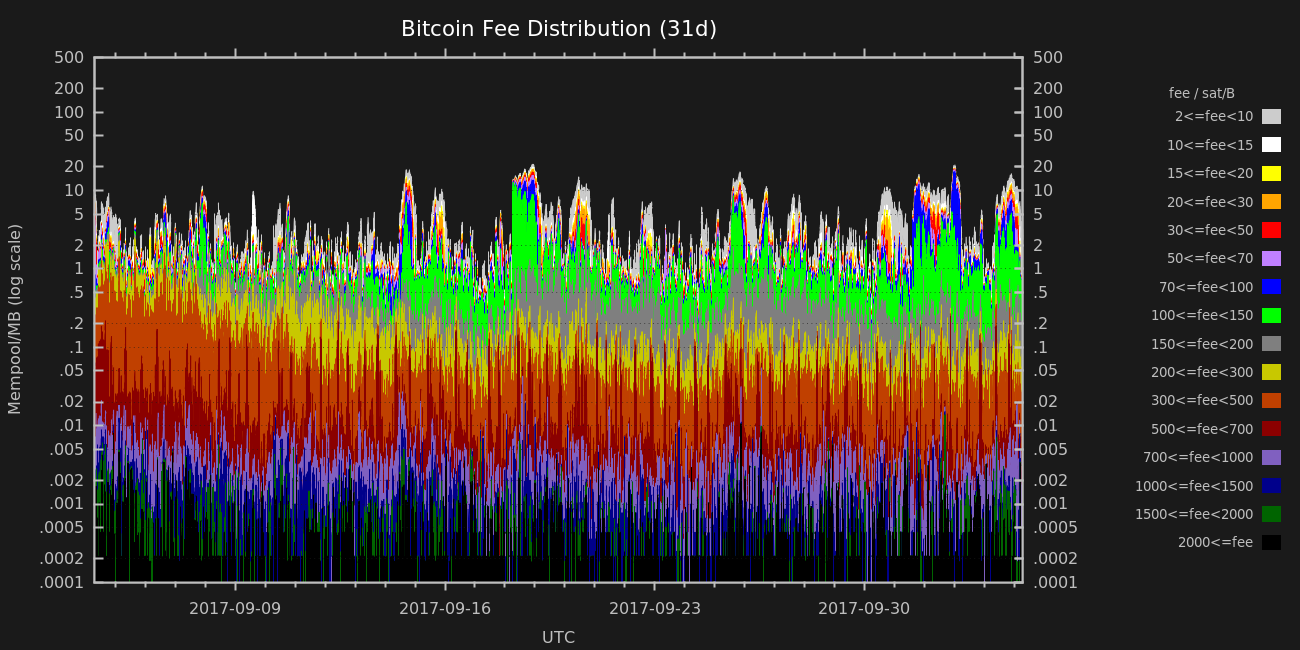 Bitcoin Fee Distribution (31d)
500
200
100
50
20
10
5
2
1
.5
.2
.1
.05
.02
.01
.005
.002
.001
.0005
.0002
.0001
Mempool/MB (log scale)
500
200
100
50
20
10
5
2
1
.5
.2
.1
.05
.02
.01
.005
.002
.001
.0005
.0002
.0001
2017-09-09 2017-09-16 2017-09-23 2017-09-30
UTC
fee / sat/B
2<=fee<10
10<=fee<15
15<=fee<20
20<=fee<30
30<=fee<50
50<=fee<70
70<=fee<100
100<=fee<150
150<=fee<200
200<=fee<300
300<=fee<500
500<=fee<700
700<=fee<1000
1000<=fee<1500
1500<=fee<2000
2000<=fee